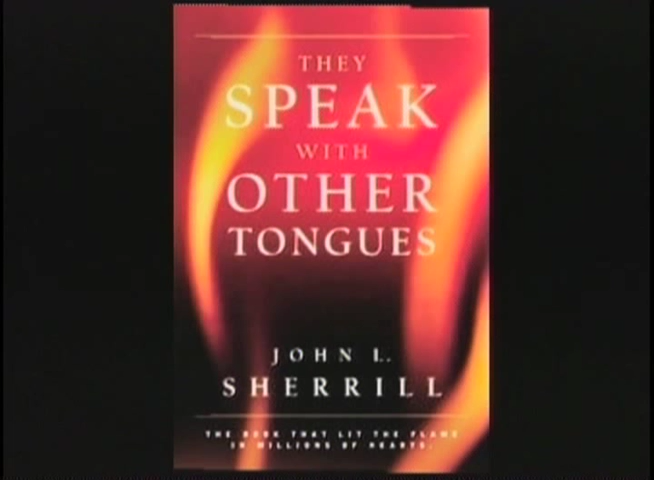 THEY
SPEAK
WITH
OTHER
TONGUES
JOHN L.
SHERRILL
THE BOOK THAT LIT THE FLAME
IN MILLIONS OF HEARTS.